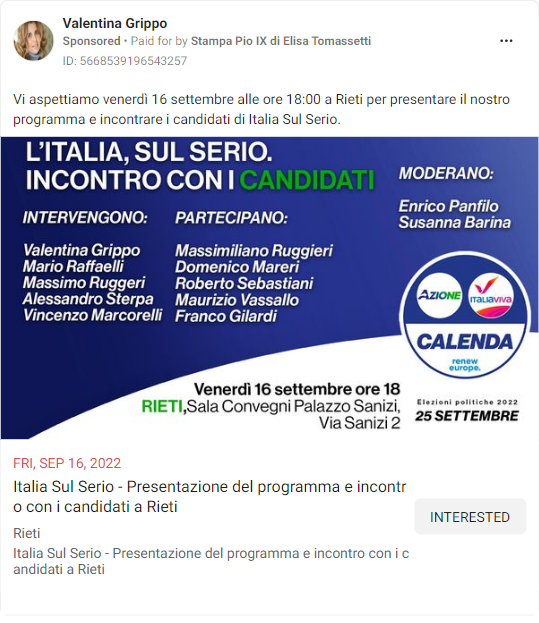 Valentina Grippo
Sponsored • Paid for by Stampa Pio IX di Elisa Tomassetti
ID: 5668539196543257
Vi aspettiamo venerdì 16 settembre alle ore 18:00 a Rieti per presentare il nostro
programma e incontrare i candidati di Italia Sul Serio.
L'ITALIA, SUL SERIO.
INCONTRO CON I CANDIDATI
INTERVENGONO:
Valentina Grippo
Mario Raffaelli
Massimo Ruggeri
Alessandro Sterpa
Vincenzo Marcorelli
PARTECIPANO:
Massimiliano Ruggieri
Domenico Mareri
Roberto Sebastiani
Maurizio Vassallo
Franco Gilardi
MODERANO:
Enrico Panfilo
Susanna Barina
AZIONE
ITALIAVIVA
CALENDA
renew
europe.
Venerdì 16 settembre ore 18
RIETI,Sala Convegni Palazzo Sanizi,
Via Sanizi 2
Elezioni politiche 2022
25 SETTEMBRE
FRI, SEP 16, 2022
Italia Sul Serio - Presentazione del programma e incontr
o con i candidati a Rieti
Rieti
Italia Sul Serio - Presentazione del programma e incontro con i c
andidati a Rieti
INTERESTED